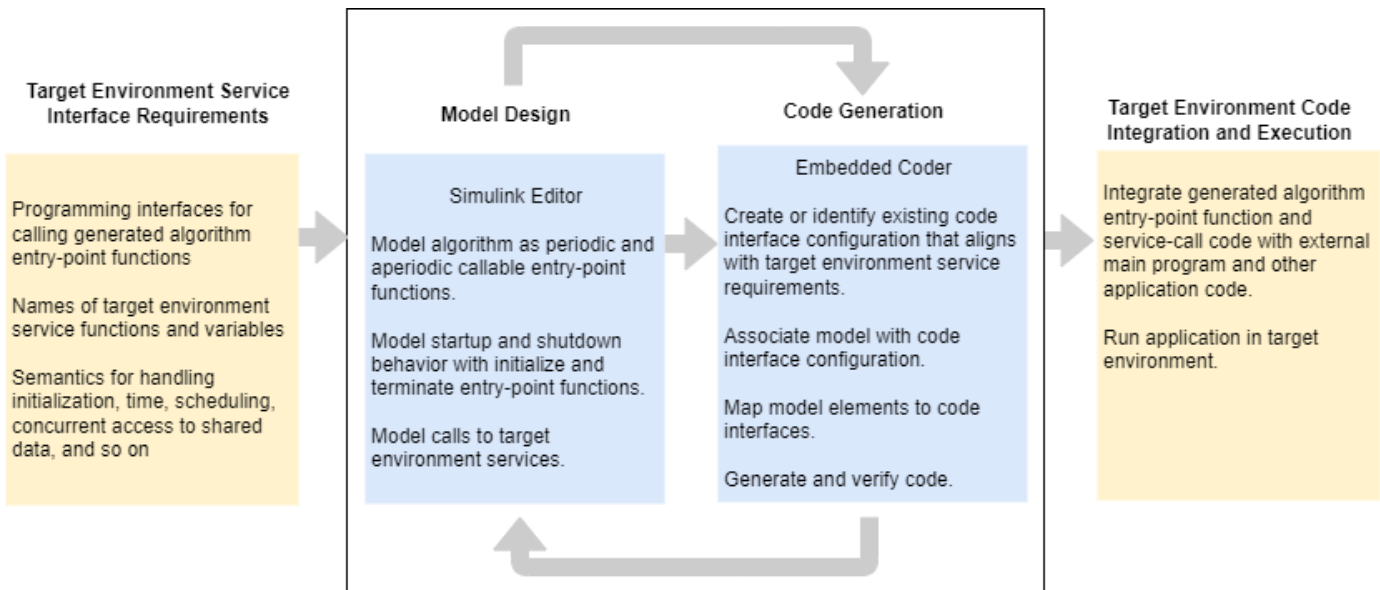 Target Environment Service
Interface Requirements
Programming interfaces for
calling generated algorithm
entry-point functions
Names of target environment
service functions and variables
Semantics for handling
initialization, time, scheduling,
concurrent access to shared
data, and so on
Model Design
Simulink Editor
Model algorithm as periodic and
aperiodic callable entry-point
functions.
Model startup and shutdown
behavior with initialize and
terminate entry-point functions.
Model calls to target
environment services.
Code Generation
Embedded Coder
Create or identify existing code
interface configuration that aligns
with target environment service
requirements.
Associate model with code
interface configuration.
Map model elements to code
interfaces.
Generate and verify code.
Target Environment Code
Integration and Execution
Integrate generated algorithm
entry-point function and
service-call code with external
main program and other
application code.
Run application in target
environment.